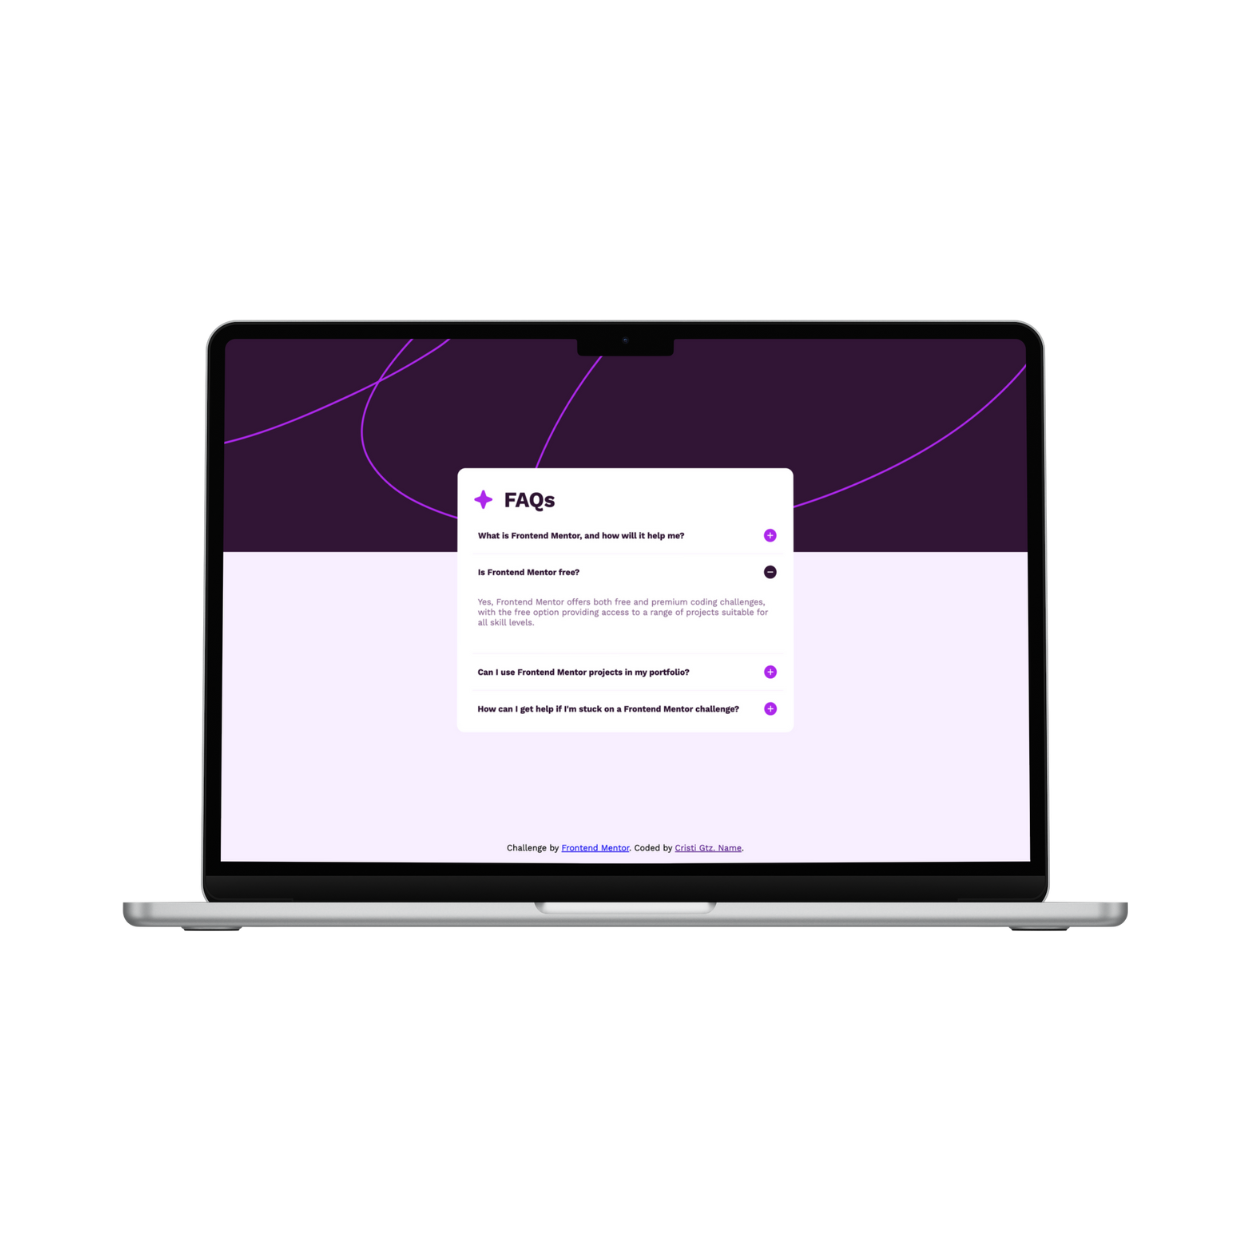 FAQs
What is Frontend Mentor, and how will it help me?
Is Frontend Mentor free?
Yes, Frontend Mentor offers both free and premium coding challenges,
with the free option providing access to a range of projects suitable for
all skill levels.
Can I use Frontend Mentor projects in my portfolio?
How can I get help if I'm stuck on a Frontend Mentor challenge?
Challenge by Frontend Mentor. Coded by Cristi Gtz. Name.